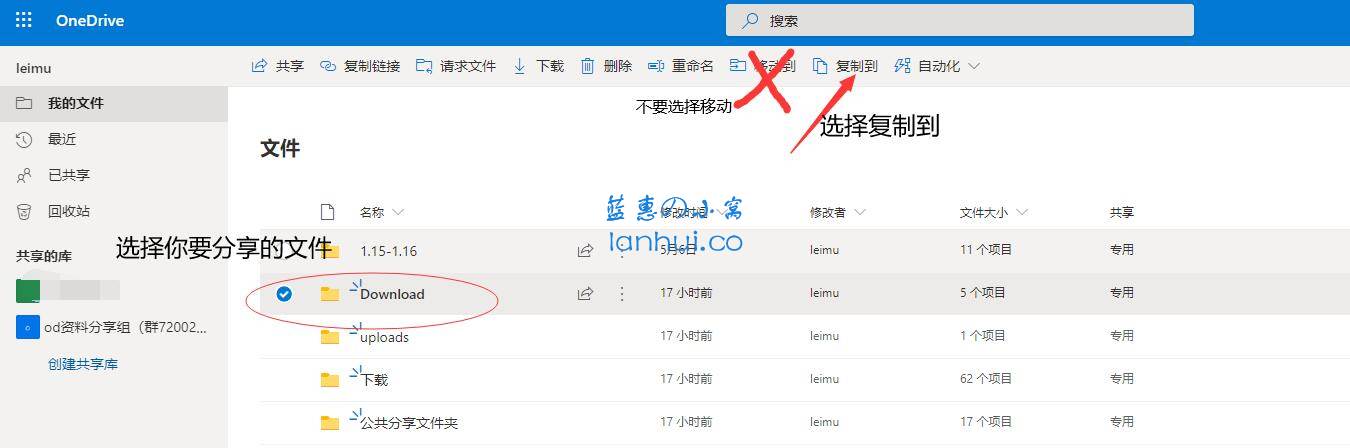 OneDrive
搜索
leimu
共享 复制链接 请求文件 下载 删除 重命名 移动到 复制到 自动化
我的文件
不要选择移动
选择复制到
最近
文件
已共享
回收站
名称 修改时间 修改者 文件大小 共享
蓝惠の小窝
lanhui.co
选择你要分享的文件
共享的库
1.15-1.16 5月6日 leimu 11 个项目 专用
Download 17 小时前 leimu 5 个项目 专用
od资料分享组（群72002...
uploads 17 小时前 leimu 1 个项目 专用
创建共享库
下载 17 小时前 leimu 62 个项目 专用
公共分享文件夹 17 小时前 leimu 17 个项目 专用